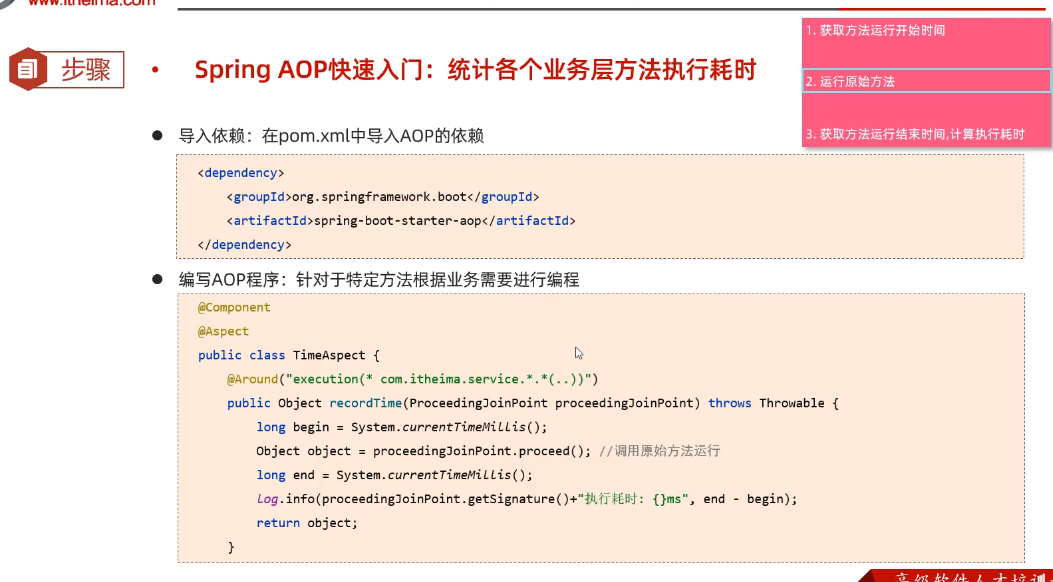 www.itheima.com
1. 获取方法运行开始时间
步骤
• Spring AOP快速入门：统计各个业务层方法执行耗时
2. 运行原始方法
3. 获取方法运行结束时间,计算执行耗时
● 导入依赖：在pom.xml中导入AOP的依赖
<dependency>
<groupId>org.springframework.boot</groupId>
<artifactId>spring-boot-starter-aop</artifactId>
</dependency>
● 编写AOP程序：针对于特定方法根据业务需要进行编程
@Component
@Aspect
public class TimeAspect {
@Around("execution(* com.itheima.service.*.*(..))")
public Object recordTime(ProceedingJoinPoint proceedingJoinPoint) throws Throwable {
long begin = System.currentTimeMillis();
Object object = proceedingJoinPoint.proceed(); //调用原始方法运行
long end = System.currentTimeMillis();
log.info(proceedingJoinPoint.getSignature()+"执行耗时: {}ms", end - begin);
return object;
}
高级软件人才培训